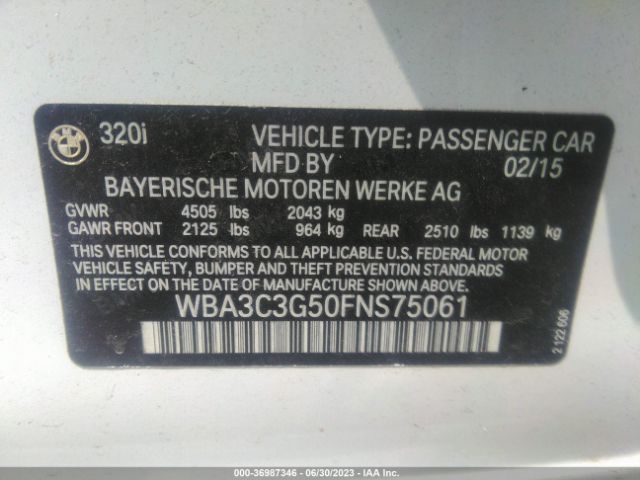 BMW
320i VEHICLE TYPE: PASSENGER CAR
MFD BY 02/15
BAYERISCHE MOTOREN WERKE AG
GVWR 4505 lbs 2043 kg
GAWR FRONT 2125 lbs 964 kg REAR 2510 lbs 1139 kg
THIS VEHICLE CONFORMS TO ALL APPLICABLE U.S. FEDERAL MOTOR
VEHICLE SAFETY, BUMPER AND THEFT PREVENTION STANDARDS
IN EFFECT ON THE DATE OF MANUFACTURE SHOWN ABOVE.
WBA3C3G50FNS75061
2 122 606
000-36987346 - 06/30/2023 - IAA Inc.